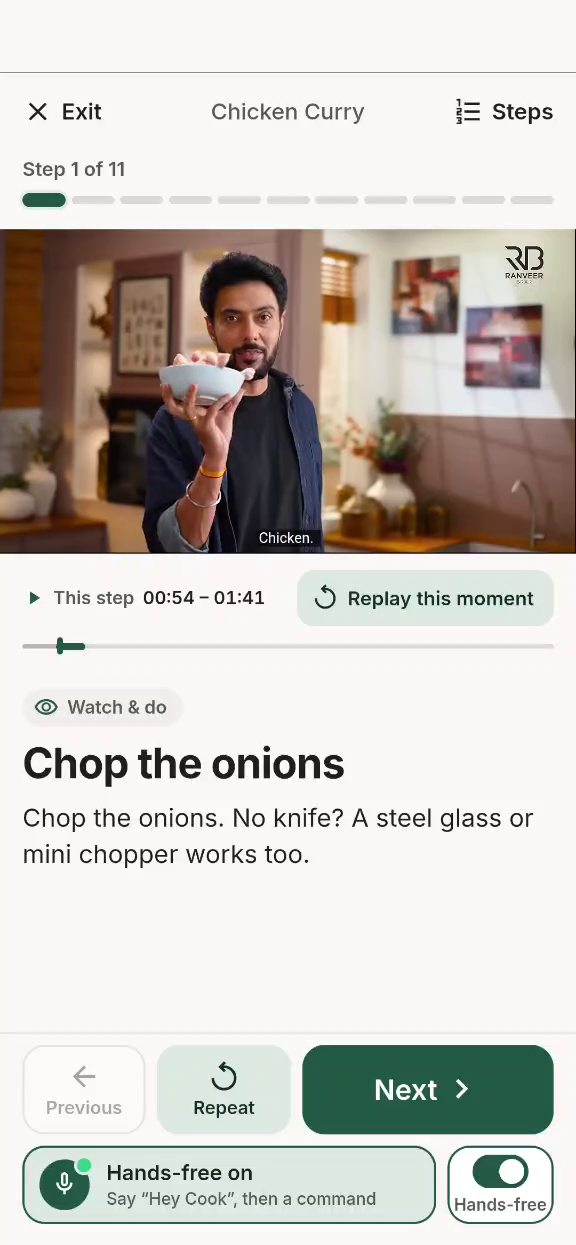 Exit
Chicken Curry
Steps
Step 1 of 11
RB
RANVEER
Chicken.
This step 00:54 – 01:41
Replay this moment
Watch & do
Chop the onions
Chop the onions. No knife? A steel glass or
mini chopper works too.
Previous
Repeat
Next
Hands-free on
Say “Hey Cook”, then a command
Hands-free